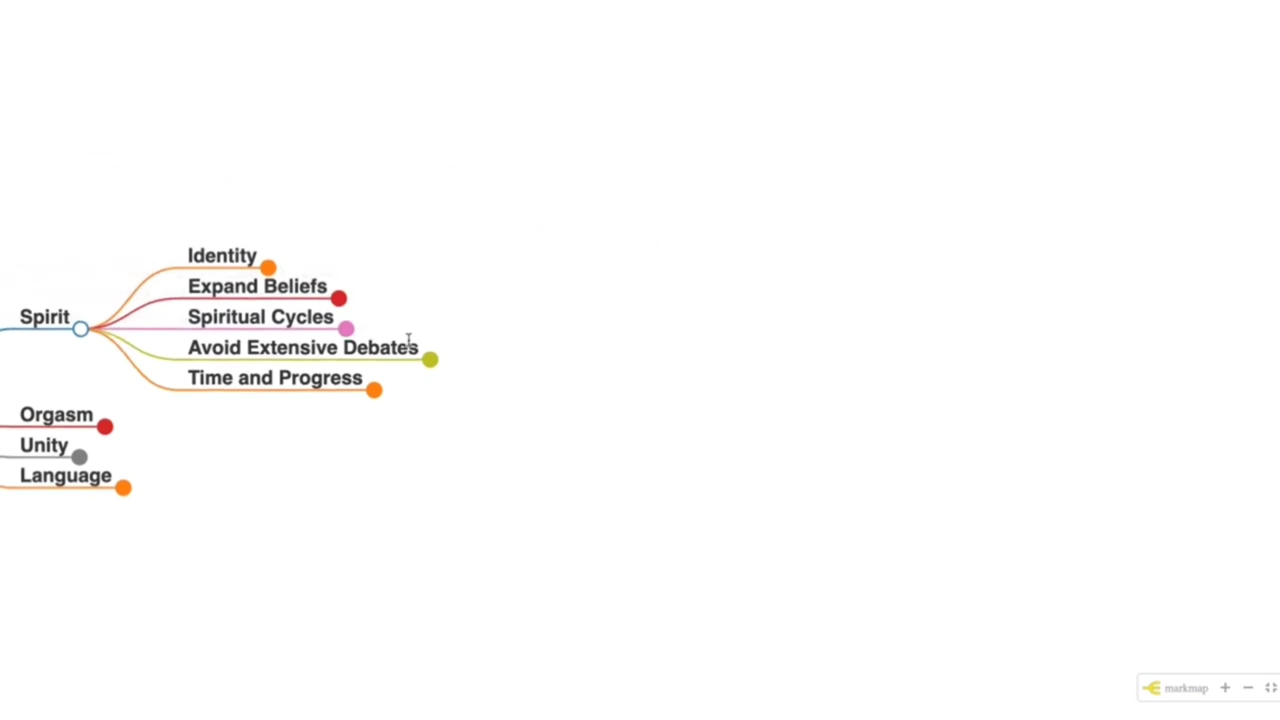 Identity
Expand Beliefs
Spirit
Spiritual Cycles
Avoid Extensive Debates
Time and Progress
Orgasm
Unity
Language
markmap + −